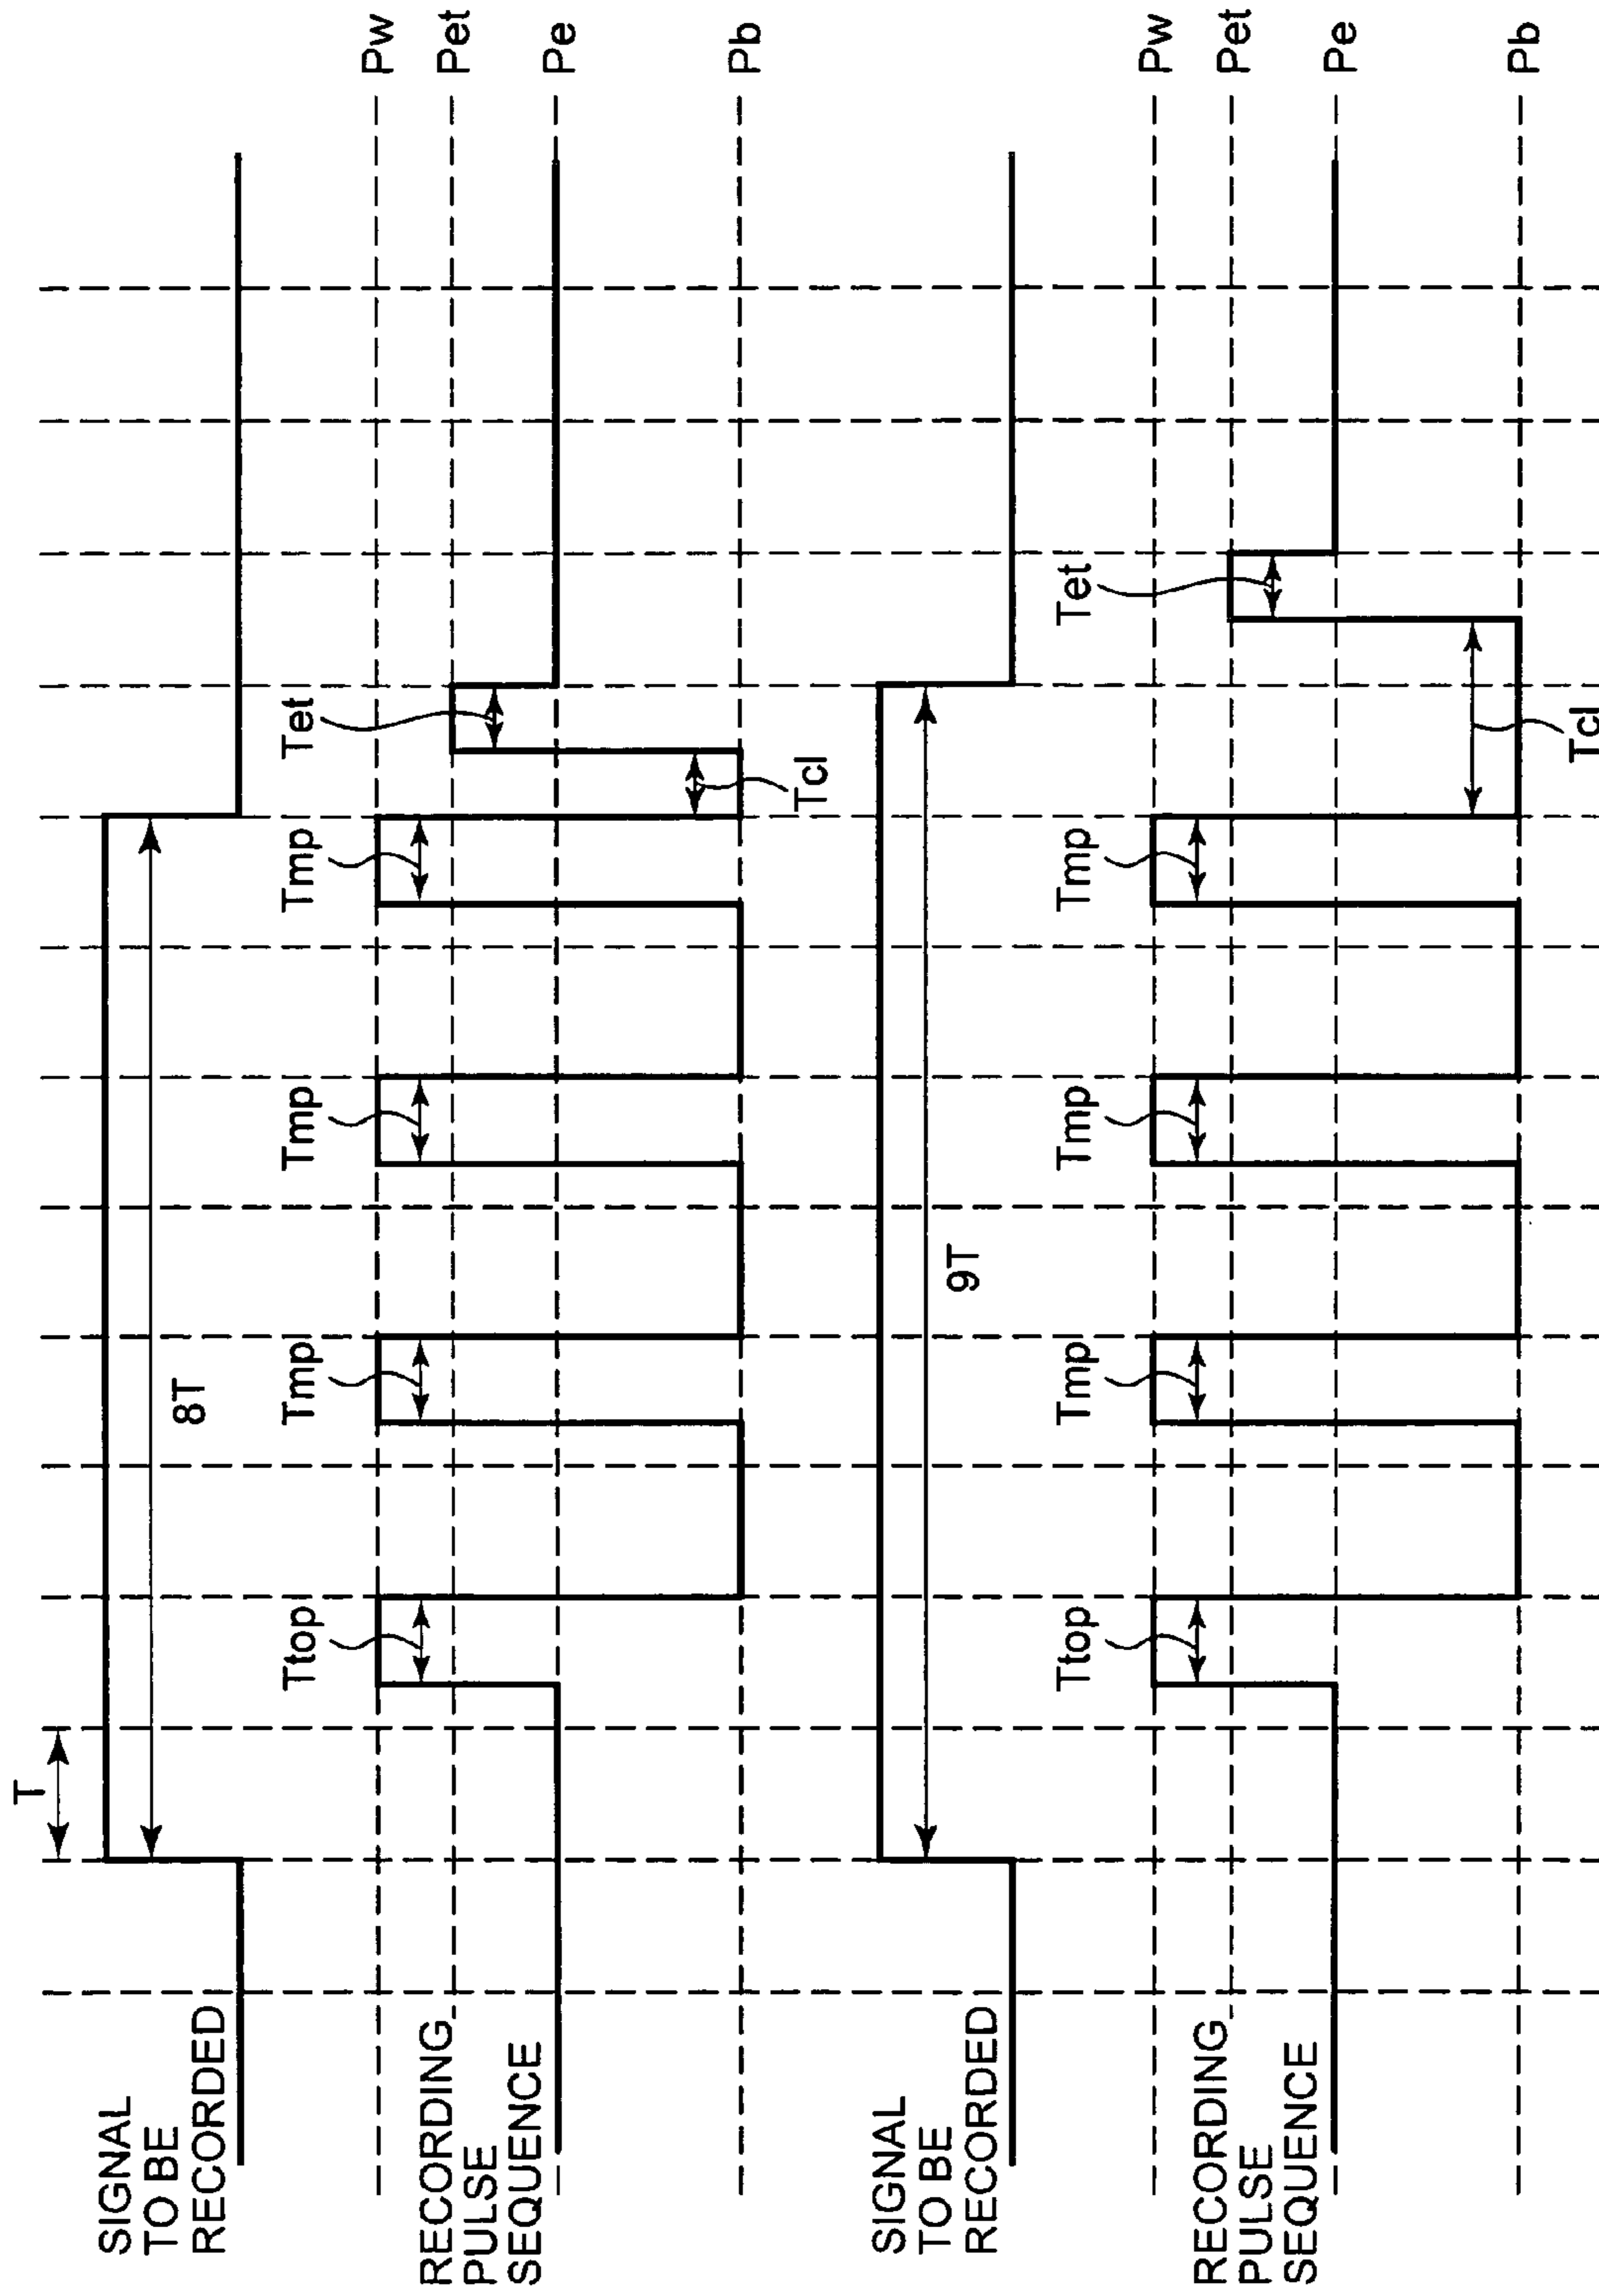 T
SIGNAL
TO BE
RECORDED
8T
RECORDING
PULSE
SEQUENCE
Ttop
Tmp
Tmp
Tmp
Tet
Tcl
Pw
Pet
Pe
Pb
SIGNAL
TO BE
RECORDED
9T
RECORDING
PULSE
SEQUENCE
Ttop
Tmp
Tmp
Tmp
Tet
Tcl
Pw
Pet
Pe
Pb